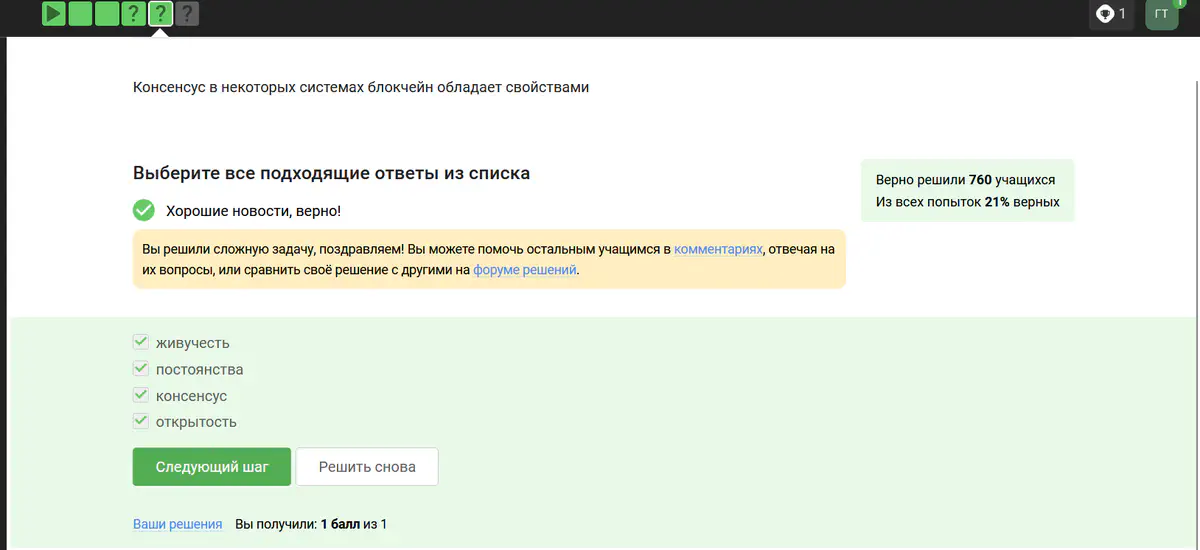 ? ? ?
1
ГТ
1
Консенсус в некоторых системах блокчейн обладает свойствами
Выберите все подходящие ответы из списка
Верно решили 760 учащихся
Из всех попыток 21% верных
Хорошие новости, верно!
Вы решили сложную задачу, поздравляем! Вы можете помочь остальным учащимся в комментариях, отвечая на
их вопросы, или сравнить своё решение с другими на форуме решений.
живучесть
постоянства
консенсус
открытость
Следующий шаг
Решить снова
Ваши решения Вы получили: 1 балл из 1